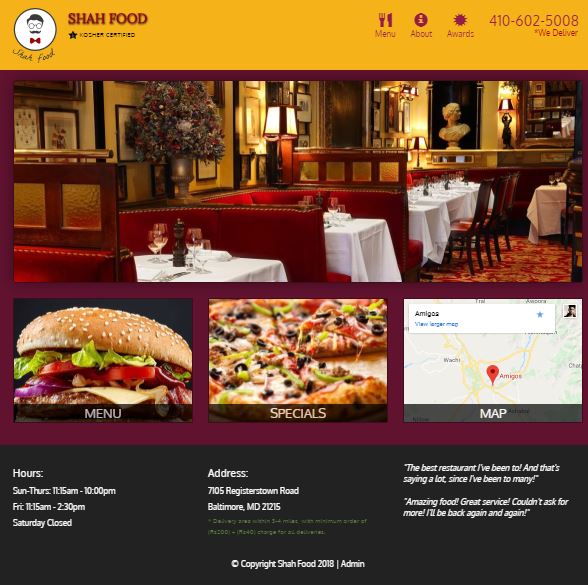 SHAH FOOD
KOSHER CERTIFIED
Shah Food
Menu
About
Awards
410-602-5008
*We Deliver
MENU
SPECIALS
Amigos
View larger map
Wachi
Amigos
MAP
Hours:
Sun-Thurs: 11:15am - 10:00pm
Fri: 11:15am - 2:30pm
Saturday Closed
Address:
7105 Registerstown Road
Baltimore, MD 21215
* Delivery area within 3-4 miles, with minimum order of
(Rs200) + (Rs40) charge for all deliveries.
"The best restaurant I've been to! And that's
saying a lot, since I've been to many!"
"Amazing food! Great service! Couldn't ask for
more! I'll be back again and again!"
© Copyright Shah Food 2018 | Admin